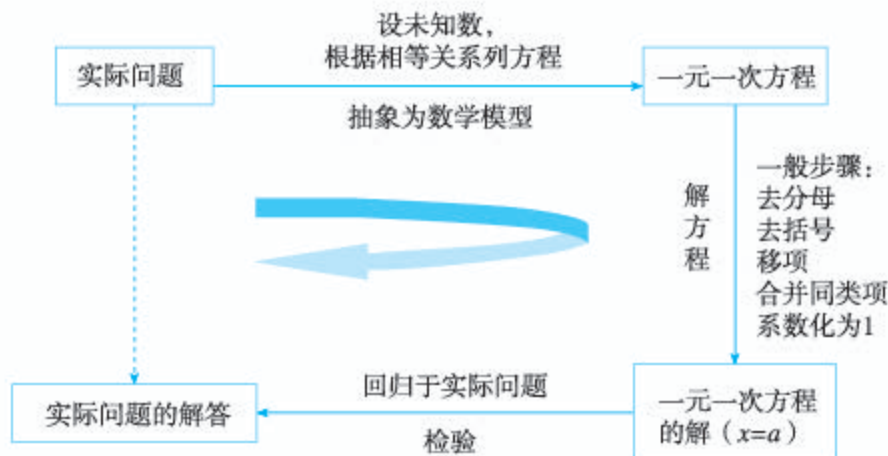 设未知数，
根据相等关系列方程
实际问题
一元一次方程
抽象为数学模型
解
方
程
一般步骤：
去分母
去括号
移项
合并同类项
系数化为1
回归于实际问题
实际问题的解答
一元一次方程
的解（x=a）
检验